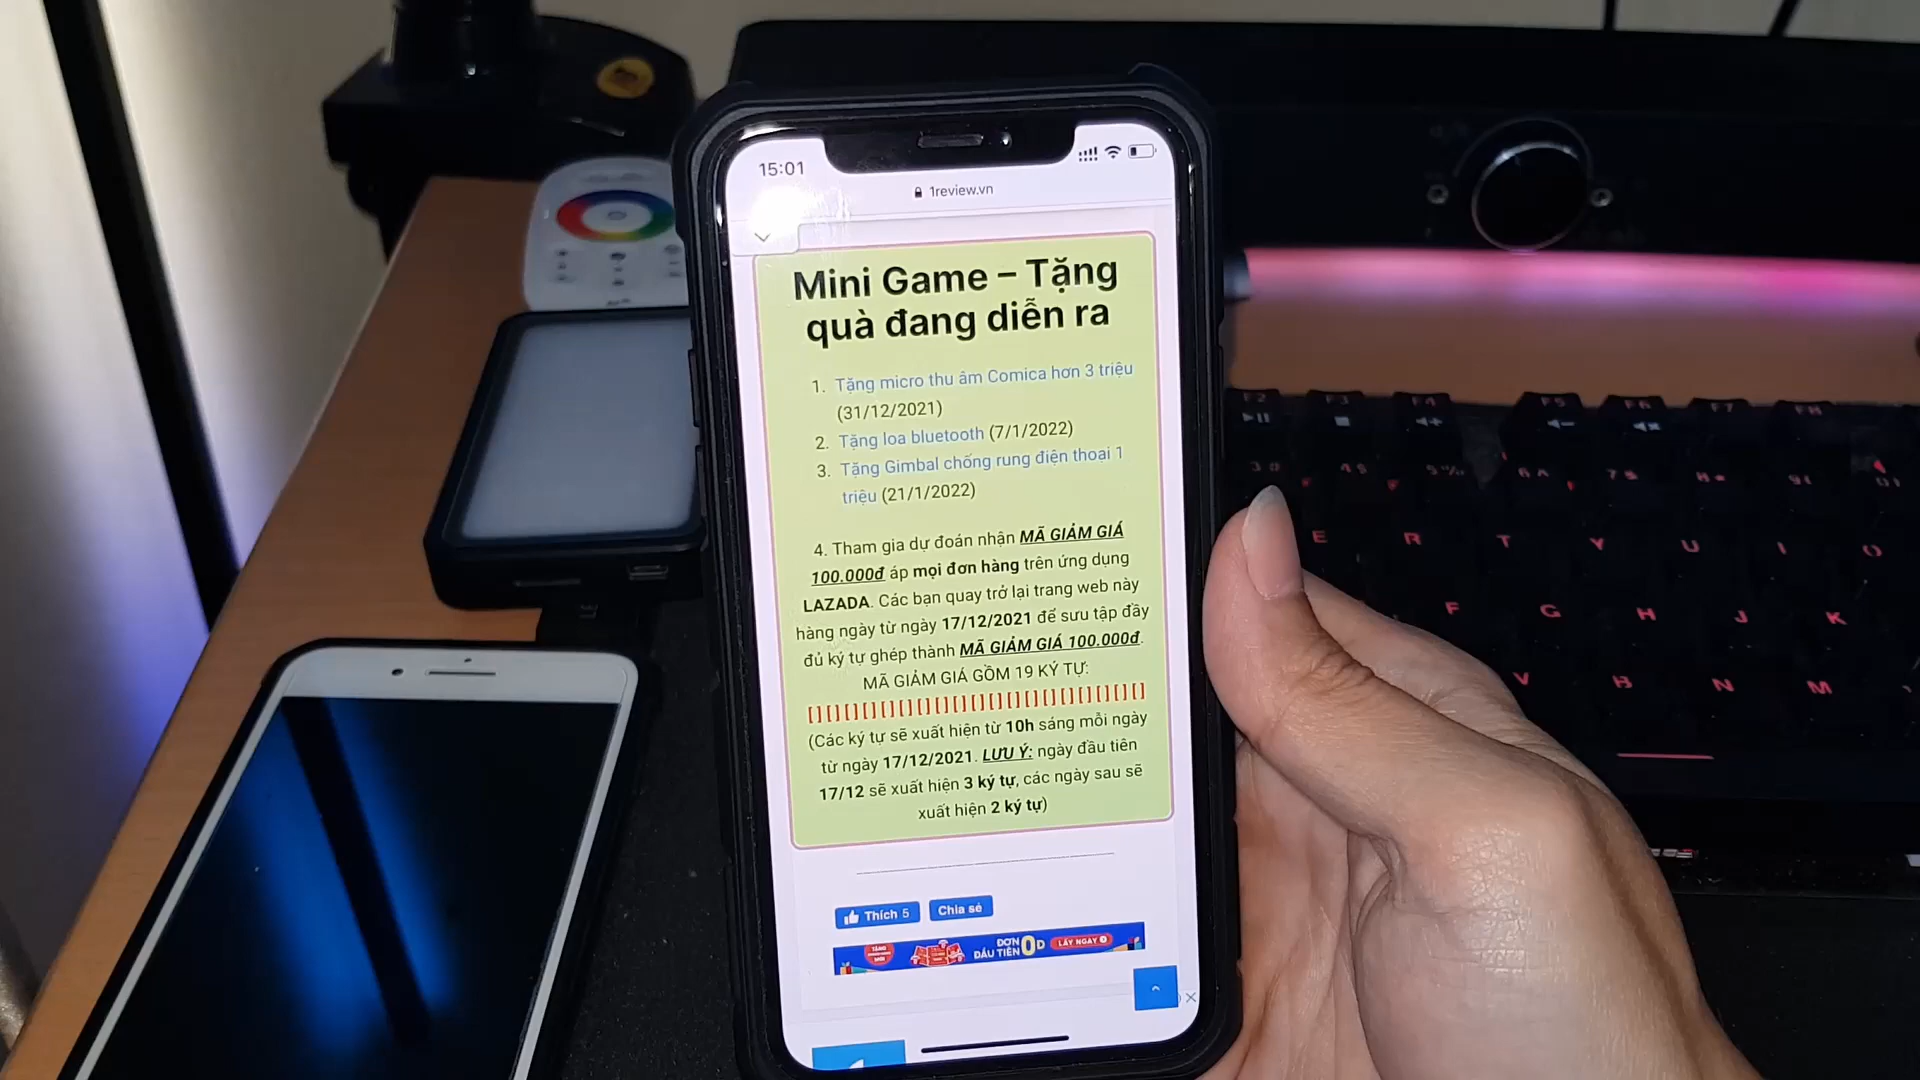 15:01
1review.vn
Mini Game – Tặng
quà đang diễn ra
1. Tặng micro thu âm Comica hơn 3 triệu
(31/12/2021)
2. Tặng loa bluetooth (7/1/2022)
3. Tặng Gimbal chống rung điện thoại 1
triệu (21/1/2022)
4. Tham gia dự đoán nhận MÃ GIẢM GIÁ
100.000đ áp mọi đơn hàng trên ứng dụng
LAZADA. Các bạn quay trở lại trang web này
hàng ngày từ ngày 17/12/2021 để sưu tập đầy
đủ ký tự ghép thành MÃ GIẢM GIÁ 100.000đ.
MÃ GIẢM GIÁ GỒM 19 KÝ TỰ:
[ ] [ ] [ ] [ ] [ ] [ ] [ ] [ ] [ ] [ ] [ ] [ ] [ ] [ ] [ ] [ ] [ ] [ ] [ ]
(Các ký tự sẽ xuất hiện từ 10h sáng mỗi ngày
từ ngày 17/12/2021. LƯU Ý: ngày đầu tiên
17/12 sẽ xuất hiện 3 ký tự, các ngày sau sẽ
xuất hiện 2 ký tự)
Thích 5 Chia sẻ
ĐƠN
ĐẦU TIÊN 0Đ LẤY NGAY
F2 F3 F4 F5 F6 F7 F8
E R T Y U I O
F G H J K
V B N M